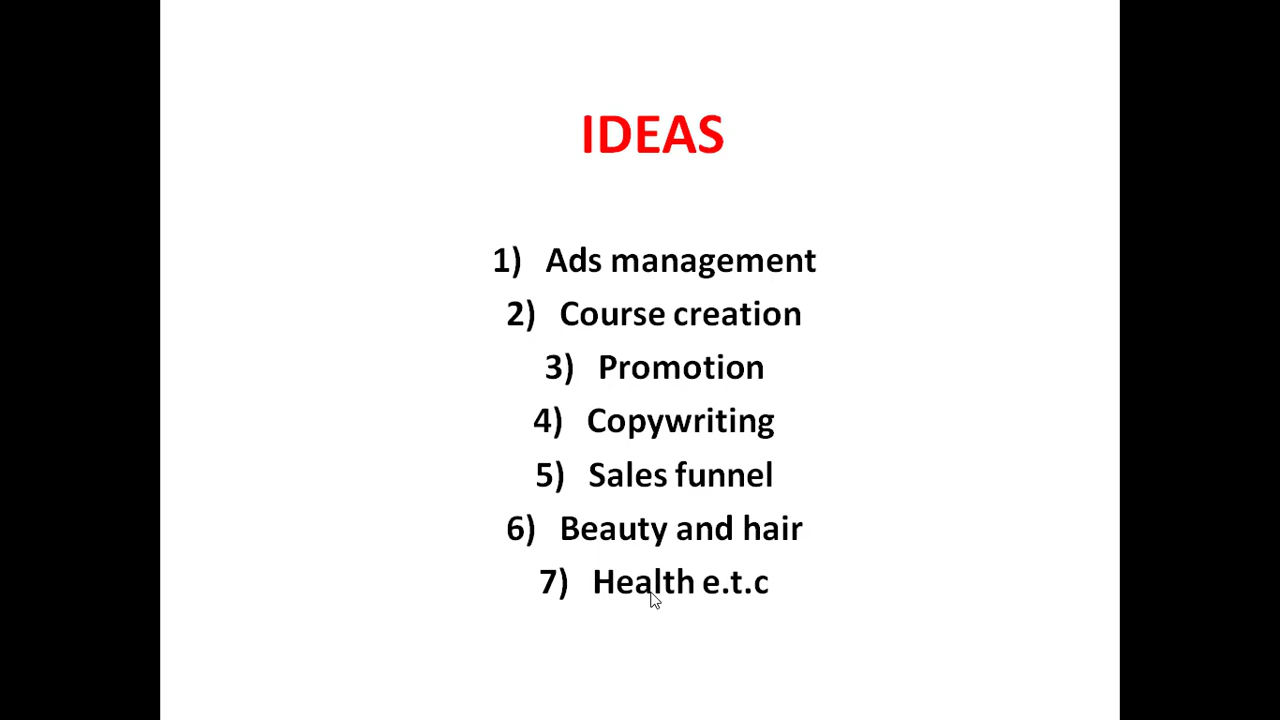 IDEAS
1) Ads management
2) Course creation
3) Promotion
4) Copywriting
5) Sales funnel
6) Beauty and hair
7) Health e.t.c